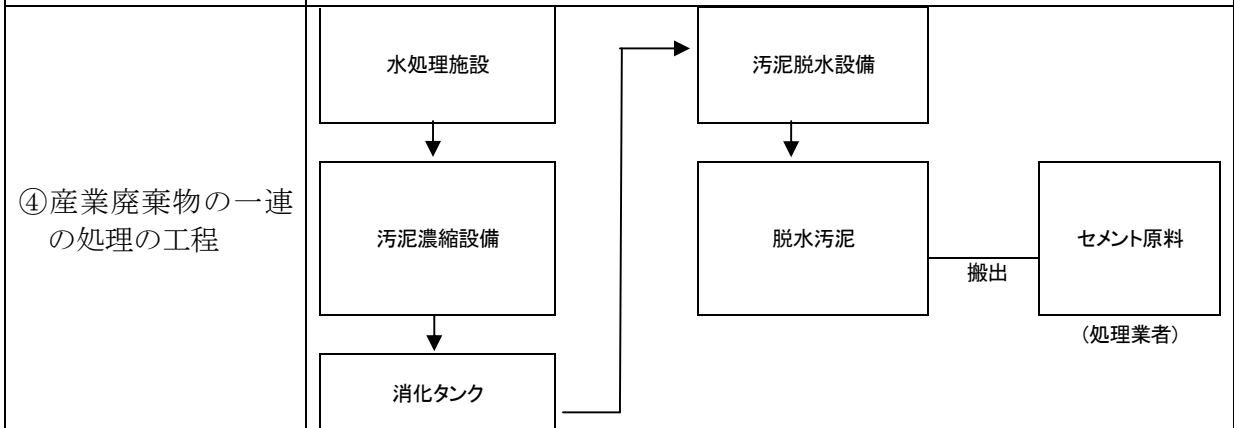 ④産業廃棄物の一連
の処理の工程
水処理施設
汚泥濃縮設備
消化タンク
汚泥脱水設備
脱水汚泥
搬出
セメント原料
(処理業者)